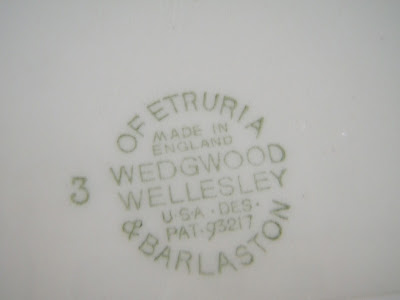 OF ETRURIA
MADE IN
ENGLAND
WEDGWOOD
WELLESLEY
U·S·A·DES·
PAT·93217
& BARLASTON
3